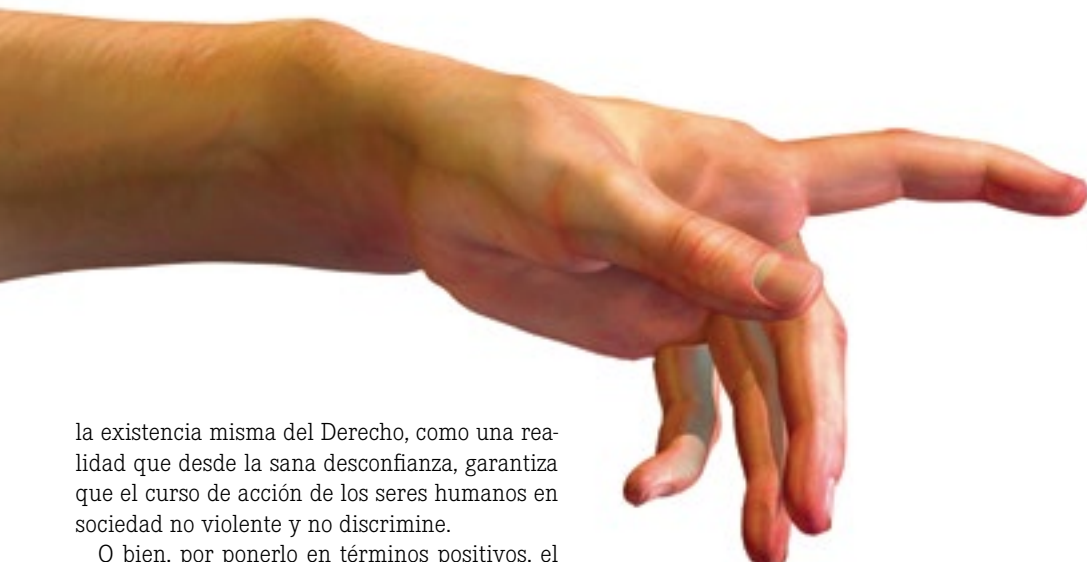 la existencia misma del Derecho, como una rea-
lidad que desde la sana desconfianza, garantiza
que el curso de acción de los seres humanos en
sociedad no violente y no discrimine.
O bien, por ponerlo en términos positivos, el